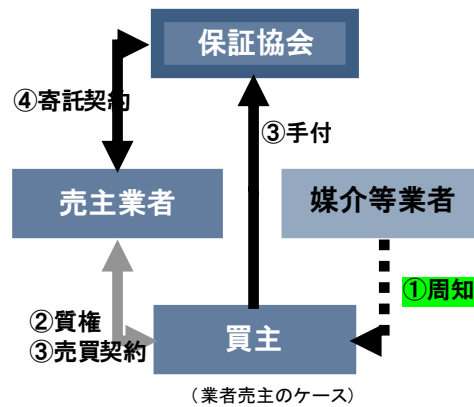 保証協会
④寄託契約
③手付
売主業者
媒介等業者
①周知
②質権
③売買契約
買主
（業者売主のケース）